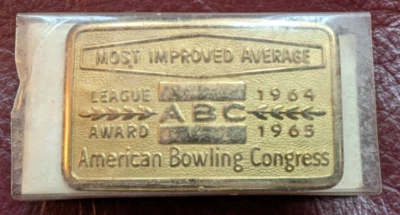 MOST IMPROVED AVERAGE
LEAGUE 1964
ABC
AWARD 1965
American Bowling Congress